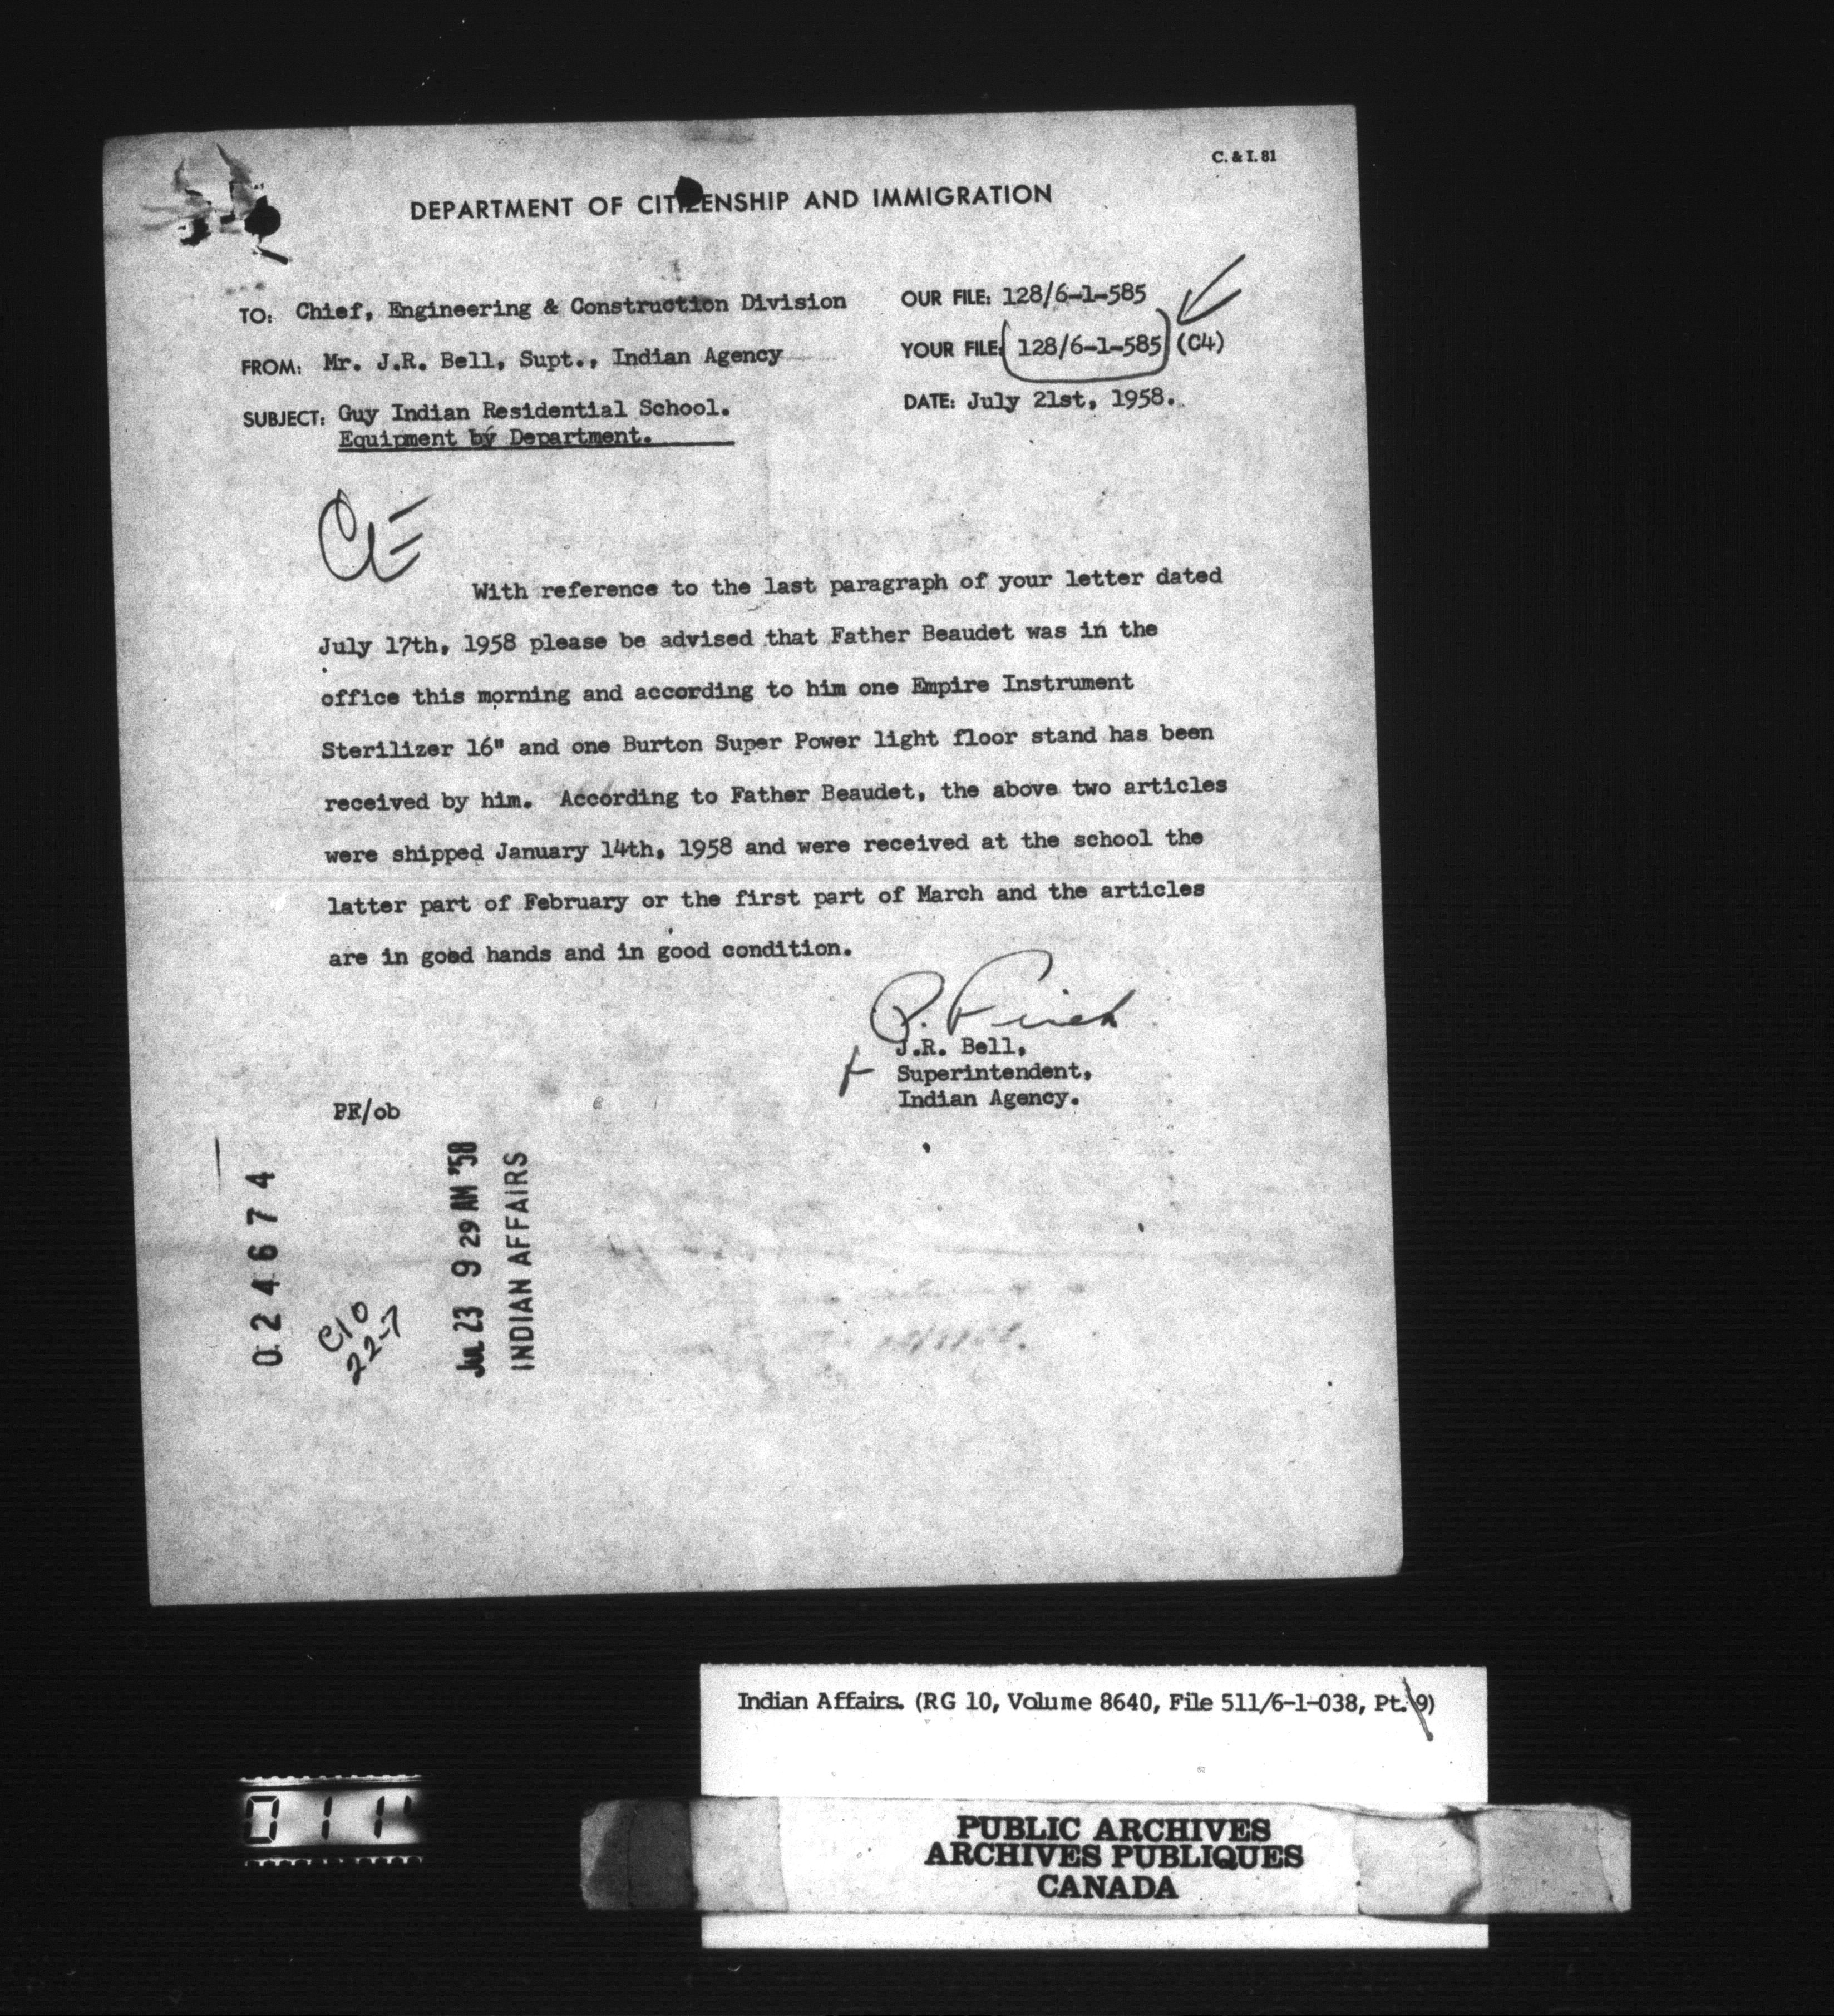 C. & I. 81
DEPARTMENT OF CITIZENSHIP AND IMMIGRATION
TO: Chief, Engineering & Construction Division
OUR FILE: 128/6-1-585
FROM: Mr. J.R. Bell, Supt., Indian Agency
YOUR FILE: 128/6-1-585 (C4)
SUBJECT: Guy Indian Residential School.
Equipment by Department.
DATE: July 21st, 1958.
With reference to the last paragraph of your letter dated
July 17th, 1958 please be advised that Father Beaudet was in the
office this morning and according to him one Empire Instrument
Sterilizer 16" and one Burton Super Power light floor stand has been
received by him. According to Father Beaudet, the above two articles
were shipped January 14th, 1958 and were received at the school the
latter part of February or the first part of March and the articles
are in good hands and in good condition.
J.R. Bell,
Superintendent,
Indian Agency.
PF/ob
024674
C10
22-7
JUL 23 9 29 AM '58
INDIAN AFFAIRS
Indian Affairs. (RG 10, Volume 8640, File 511/6-1-038, Pt. 9)
PUBLIC ARCHIVES
ARCHIVES PUBLIQUES
CANADA